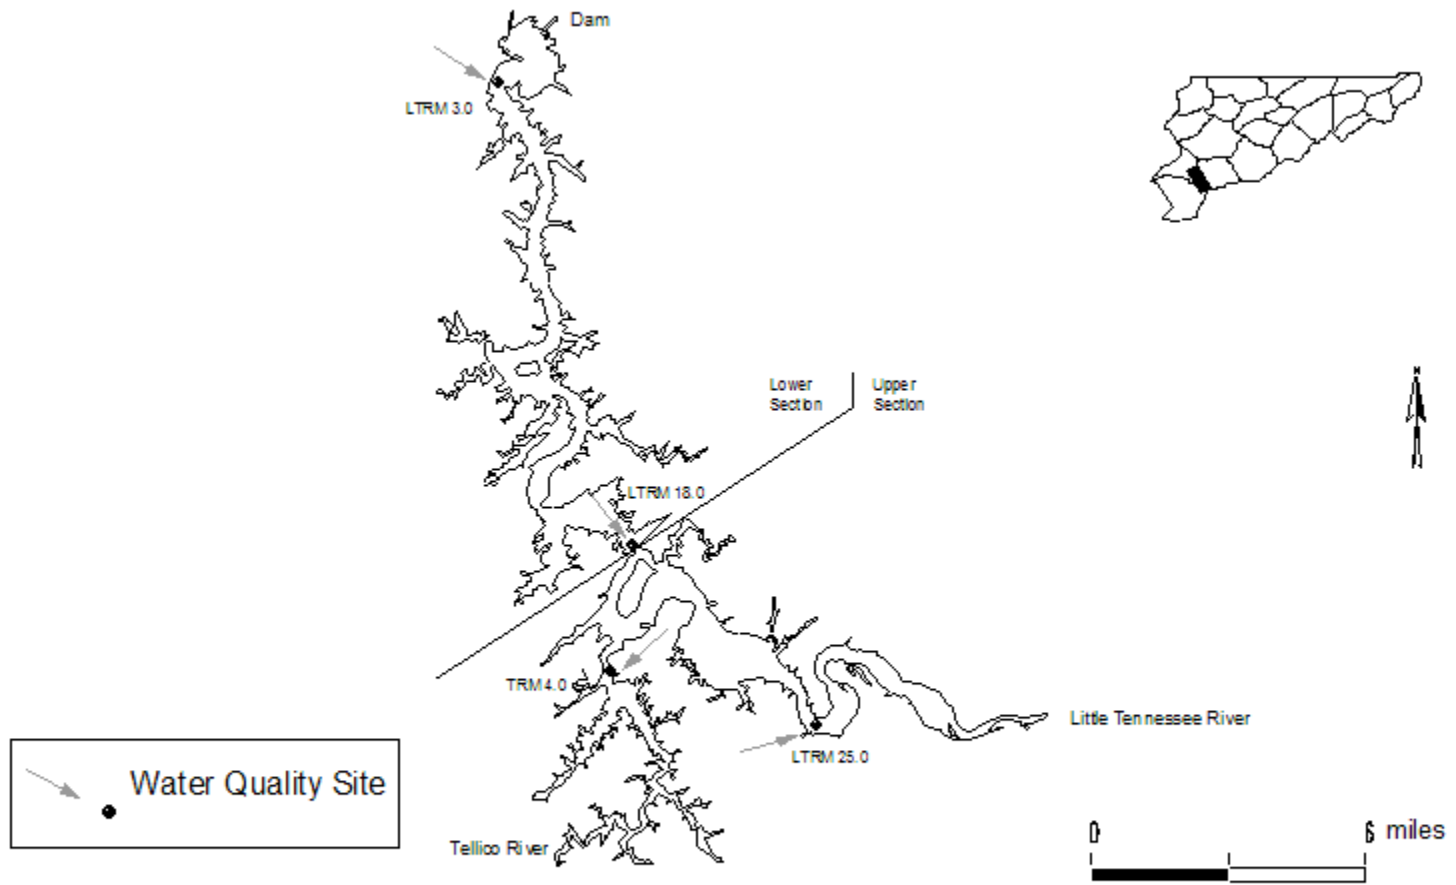 Dam
LTRM 3.0
Lower
Section
Upper
Section
N
LTRM 18.0
TRM 4.0
Little Tennessee River
LTRM 25.0
Water Quality Site
Tellico River
0
6 miles